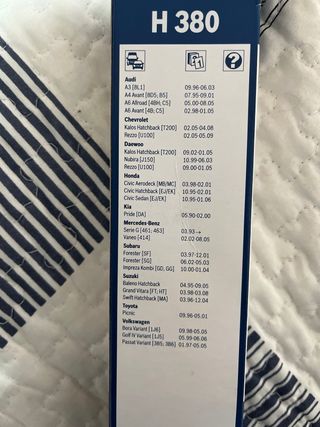 H 380
?
Audi
A3 [8L1] 09.96-06.03
A4 Avant [8D5; B5] 07.95-09.01
A6 Allroad [4BH; C5] 05.00-08.05
A6 Avant [4B; C5] 02.98-01.05
Chevrolet
Kalos Hatchback [T200] 02.05-04.08
Rezzo [U100] 02.05-05.09
Daewoo
Kalos Hatchback [T200] 09.02-01.05
Nubira [J150] 10.99-06.03
Rezzo [U100] 09.00-01.05
Honda
Civic Aerodeck [MB/MC] 03.98-02.01
Civic Hatchback [EJ/EK] 10.95-02.01
Civic Sedan [EJ/EK] 10.95-01.06
Kia
Pride [DA] 05.90-02.00
Mercedes-Benz
Serie G [461; 463] 03.93→
Vaneo [414] 02.02-08.05
Subaru
Forester [SF] 03.97-12.01
Forester [SG] 06.02-05.03
Impreza Kombi [GD, GG] 10.00-01.04
Suzuki
Baleno Hatchback 04.95-09.05
Grand Vitara [FT; HT] 03.98-03.08
Swift Hatchback [MA] 03.96-12.04
Toyota
Picnic 09.96-05.01
Volkswagen
Bora Variant [1J6] 09.98-05.05
Golf IV Variant [1J5] 05.99-06.06
Passat Variant [3B5; 3B6] 01.97-05.05